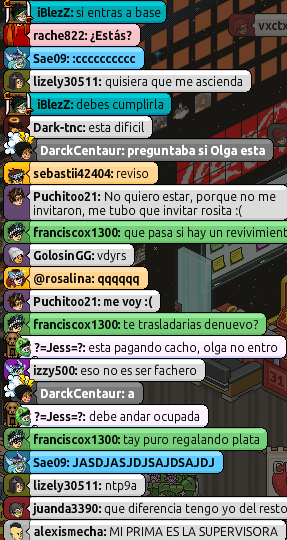 iBlezZ: si entras a base
vxctx
rache822: ¿Estás?
Sae09: :cccccccccc
lizely30511: quisiera que me ascienda
iBlezZ: debes cumplirla
Dark-tnc: esta dificil
DarckCentaur: preguntaba si Olga esta
sebastii42404: reviso
Puchitoo21: No quiero estar, porque no me
invitaron, me tubo que invitar rosita :(
franciscox1300: que pasa si hay un revivimient
GolosinGG: vdyrs
@rosalina: qqqqqq
Puchitoo21: me voy :(
franciscox1300: te trasladarias denuevo?
?=Jess=?: esta pagando cacho, olga no entro
izzy500: eso no es ser fachero
DarckCentaur: a
?=Jess=?: debe andar ocupada
franciscox1300: tay puro regalando plata
Sae09: JASDJASJDJSAJDSAJDJ
lizely30511: ntp9a
juanda3390: que diferencia tengo yo del resto
alexismecha: MI PRIMA ES LA SUPERVISORA